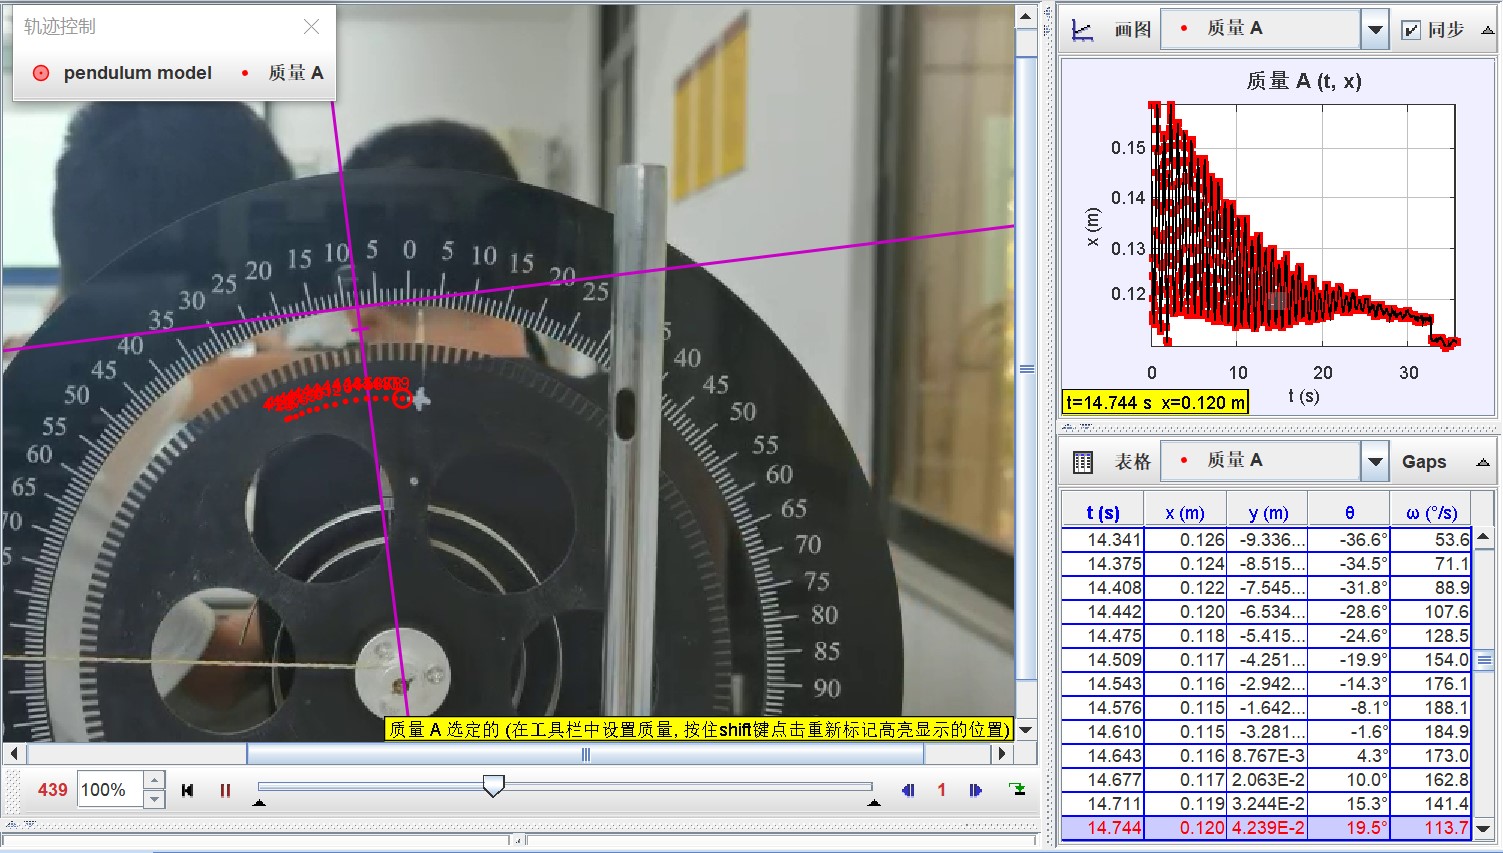 轨迹控制
pendulum model 质量 A
10 5 0 5 10
15 15
20 20
25 25
30
35
40 40
45 45
50 50
55 55
60 60
65 65
70 70
75
80
85
90
质量 A 选定的 (在工具栏中设置质量, 按住shift键点击重新标记高亮显示的位置)
439 100% 1
画图 质量 A 同步
质量 A (t, x)
0.15
0.14
0.13
0.12
x (m)
0 10 20 30
t (s)
t=14.744 s x=0.120 m
表格 质量 A Gaps
t (s) x (m) y (m) θ ω (°/s)
14.341 0.126 -9.336... -36.6° 53.6
14.375 0.124 -8.515... -34.5° 71.1
14.408 0.122 -7.545... -31.8° 88.9
14.442 0.120 -6.534... -28.6° 107.6
14.475 0.118 -5.415... -24.6° 128.5
14.509 0.117 -4.251... -19.9° 154.0
14.543 0.116 -2.942... -14.3° 176.1
14.576 0.115 -1.642... -8.1° 188.1
14.610 0.115 -3.281... -1.6° 184.9
14.643 0.116 8.767E-3 4.3° 173.0
14.677 0.117 2.063E-2 10.0° 162.8
14.711 0.119 3.244E-2 15.3° 141.4
14.744 0.120 4.239E-2 19.5° 113.7